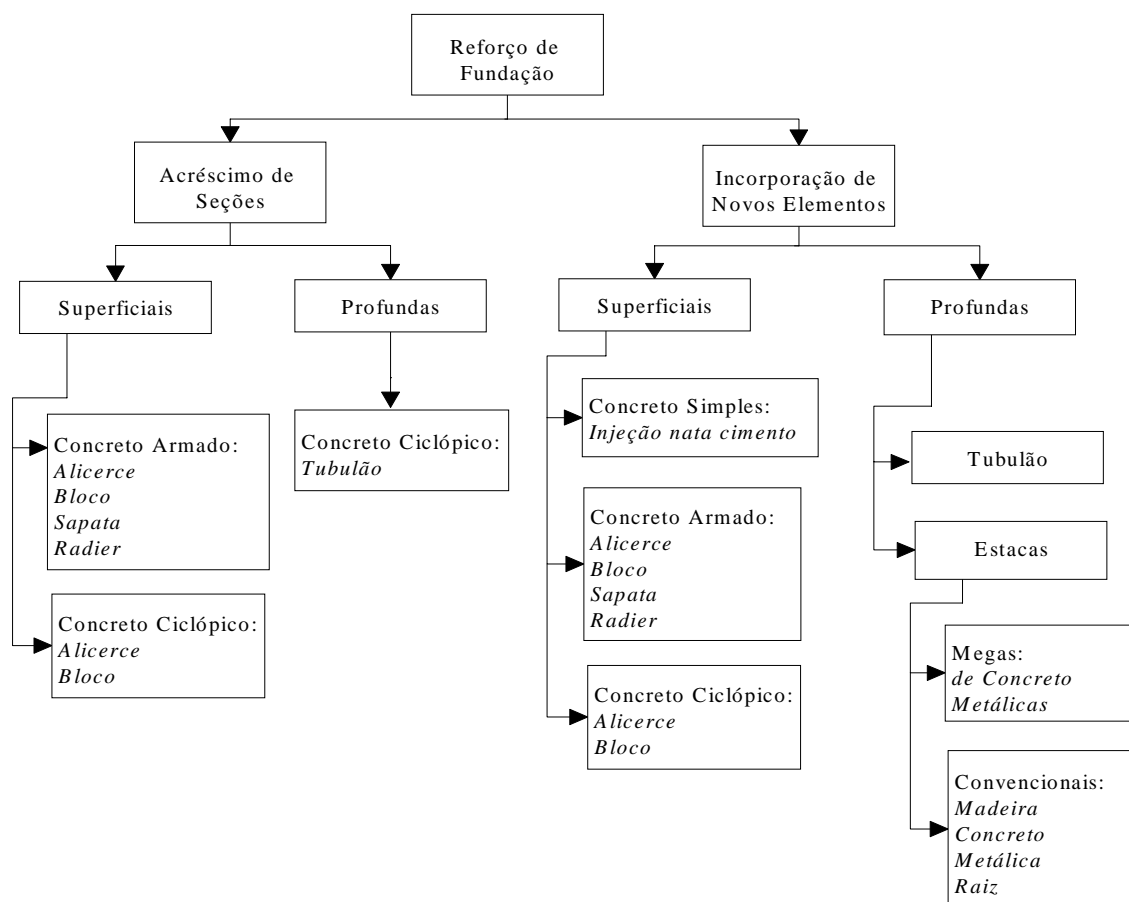 Reforço de
Fundação
Acréscimo de
Seções
Incorporação de
Novos Elementos
Superficiais
Profundas
Superficiais
Profundas
Concreto Armado:
Alicerce
Bloco
Sapata
Radier
Concreto Ciclópico:
Alicerce
Bloco
Concreto Ciclópico:
Tubulão
Concreto Simples:
Injeção nata cimento
Concreto Armado:
Alicerce
Bloco
Sapata
Radier
Concreto Ciclópico:
Alicerce
Bloco
Tubulão
Estacas
Megas:
de Concreto
Metálicas
Convencionais:
Madeira
Concreto
Metálica
Raiz